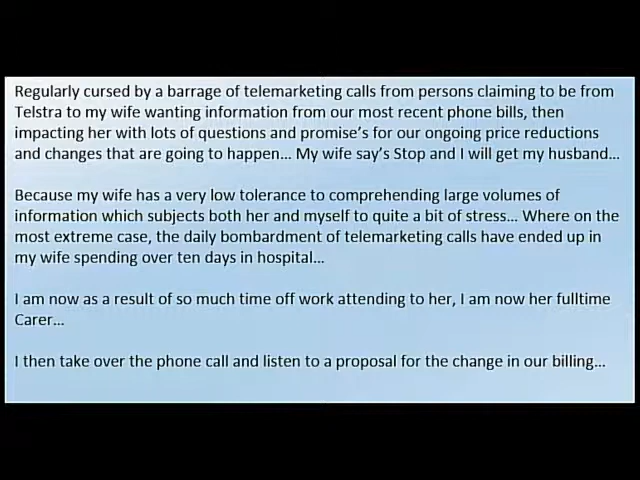 Regularly cursed by a barrage of telemarketing calls from persons claiming to be from
Telstra to my wife wanting information from our most recent phone bills, then
impacting her with lots of questions and promise’s for our ongoing price reductions
and changes that are going to happen... My wife say’s Stop and I will get my husband...
Because my wife has a very low tolerance to comprehending large volumes of
information which subjects both her and myself to quite a bit of stress... Where on the
most extreme case, the daily bombardment of telemarketing calls have ended up in
my wife spending over ten days in hospital...
I am now as a result of so much time off work attending to her, I am now her fulltime
Carer...
I then take over the phone call and listen to a proposal for the change in our billing...